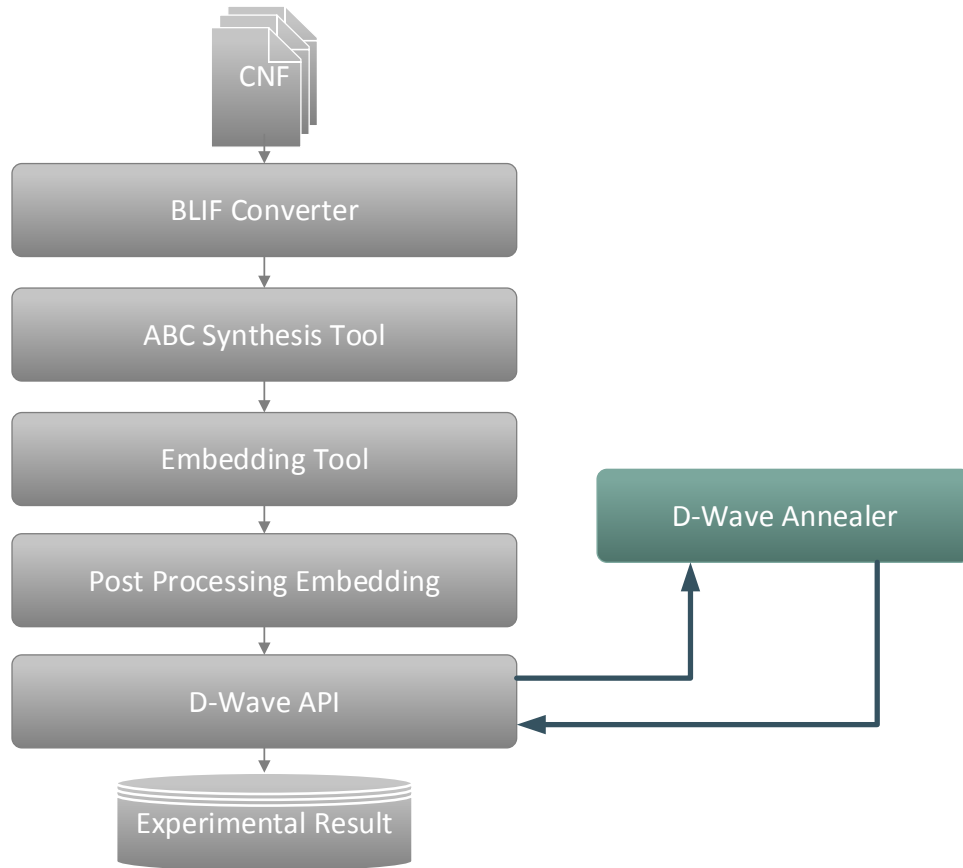 CNF
BLIF Converter
ABC Synthesis Tool
Embedding Tool
D-Wave Annealer
Post Processing Embedding
D-Wave API
Experimental Result